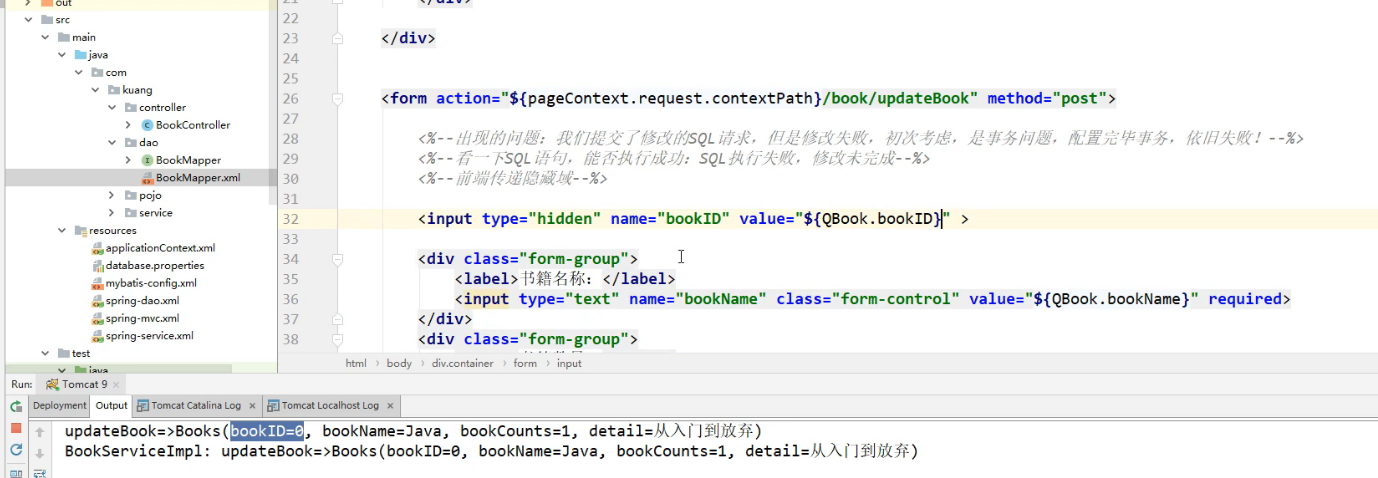 out
src
main
java
com
kuang
controller
BookController
dao
BookMapper
BookMapper.xml
pojo
service
resources
applicationContext.xml
database.properties
mybatis-config.xml
spring-dao.xml
spring-mvc.xml
spring-service.xml
test
java
21 </div>
22
23 </div>
24
25
26 <form action="${pageContext.request.contextPath}/book/updateBook" method="post">
27
28 <%--出现的问题：我们提交了修改的SQL请求，但是修改失败，初次考虑，是事务问题，配置完毕事务，依旧失败！--%>
29 <%--看一下SQL语句，能否执行成功：SQL执行失败，修改未完成--%>
30 <%--前端传递隐藏域--%>
31
32 <input type="hidden" name="bookID" value="${QBook.bookID}" >
33
34 <div class="form-group">
35 <label>书籍名称：</label>
36 <input type="text" name="bookName" class="form-control" value="${QBook.bookName}" required>
37 </div>
38 <div class="form-group">
html › body › div.container › form › input
Run: Tomcat 9 ×
Deployment Output Tomcat Catalina Log × Tomcat Localhost Log ×
updateBook=>Books(bookID=0, bookName=Java, bookCounts=1, detail=从入门到放弃)
BookServiceImpl: updateBook=>Books(bookID=0, bookName=Java, bookCounts=1, detail=从入门到放弃)